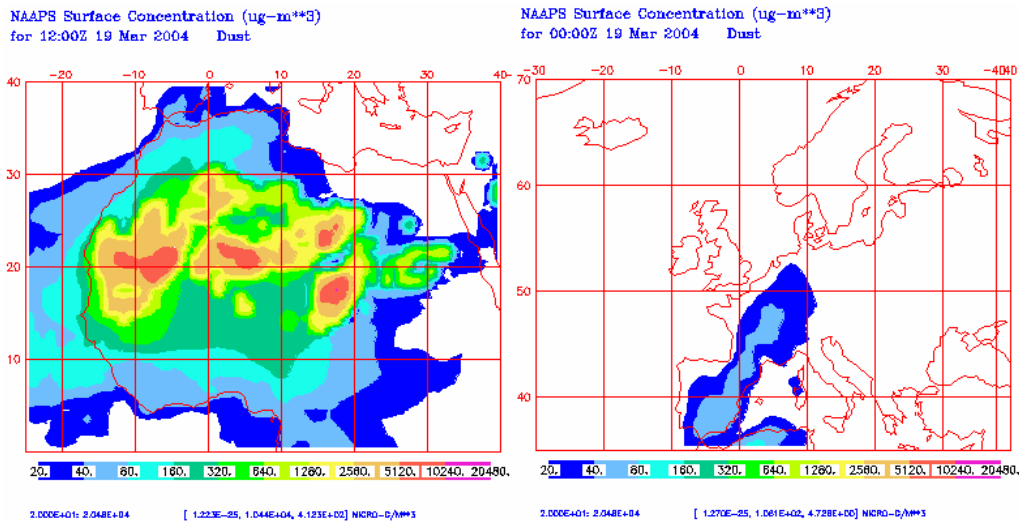 NAAPS Surface Concentration (ug-m**3)
for 12:00Z 19 Mar 2004 Dust
-20 -10 0 10 20 30 40
40
30
20
10
20. 40. 80. 160. 320. 640. 1280. 2560. 5120. 10240. 20480.
2.000E+01: 2.048E+04 [ 1.223E-25, 1.044E+04, 4.123E+02] MICRO-G/M**3
NAAPS Surface Concentration (ug-m**3)
for 00:00Z 19 Mar 2004 Dust
-30 -20 -10 0 10 20 30 40
70
60
50
40
20. 40. 80. 160. 320. 640. 1280. 2560. 5120. 10240. 20480.
2.000E+01: 2.048E+04 [ 1.270E-25, 1.061E+02, 4.728E+00] MICRO-G/M**3